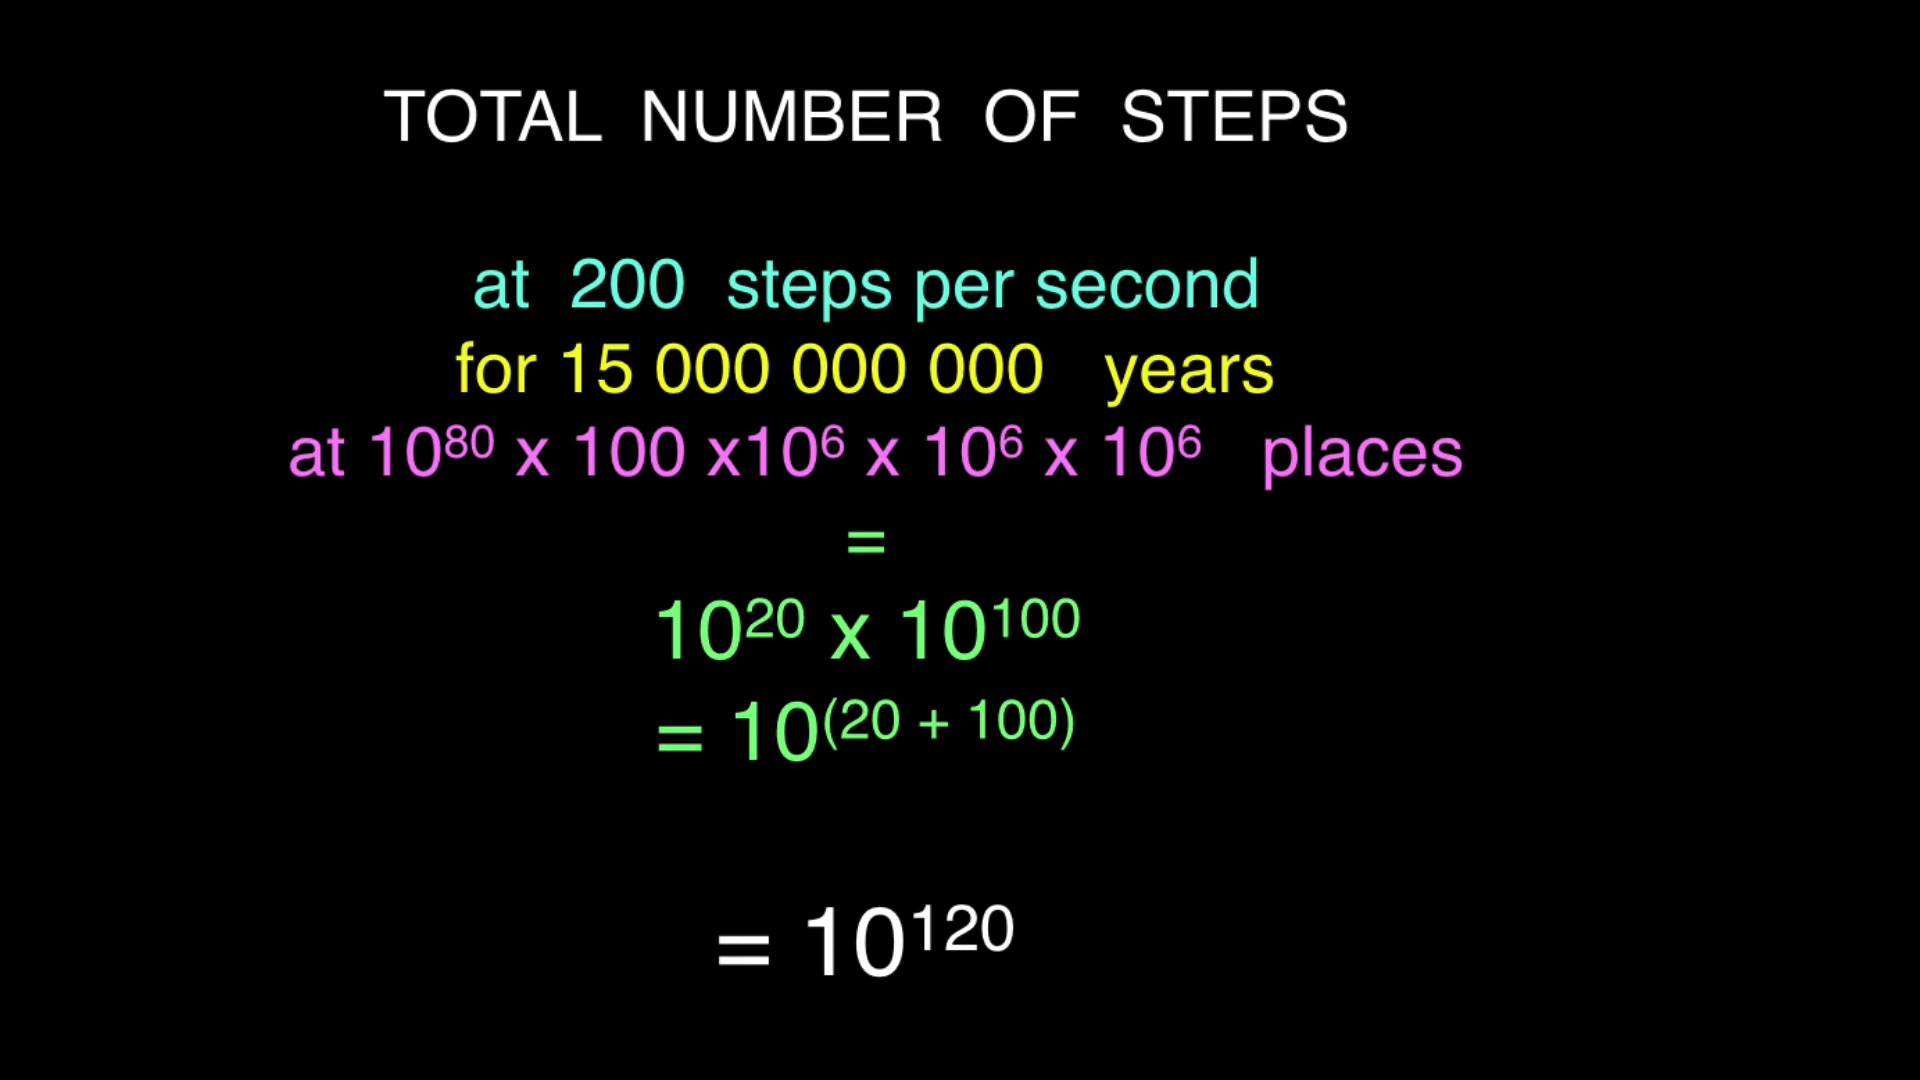 TOTAL NUMBER OF STEPS
at 200 steps per second
for 15 000 000 000 years
at 10⁸⁰ x 100 x10⁶ x 10⁶ x 10⁶ places
=
10²⁰ x 10¹⁰⁰
= 10⁽²⁰ ⁺ ¹⁰⁰⁾
= 10¹²⁰